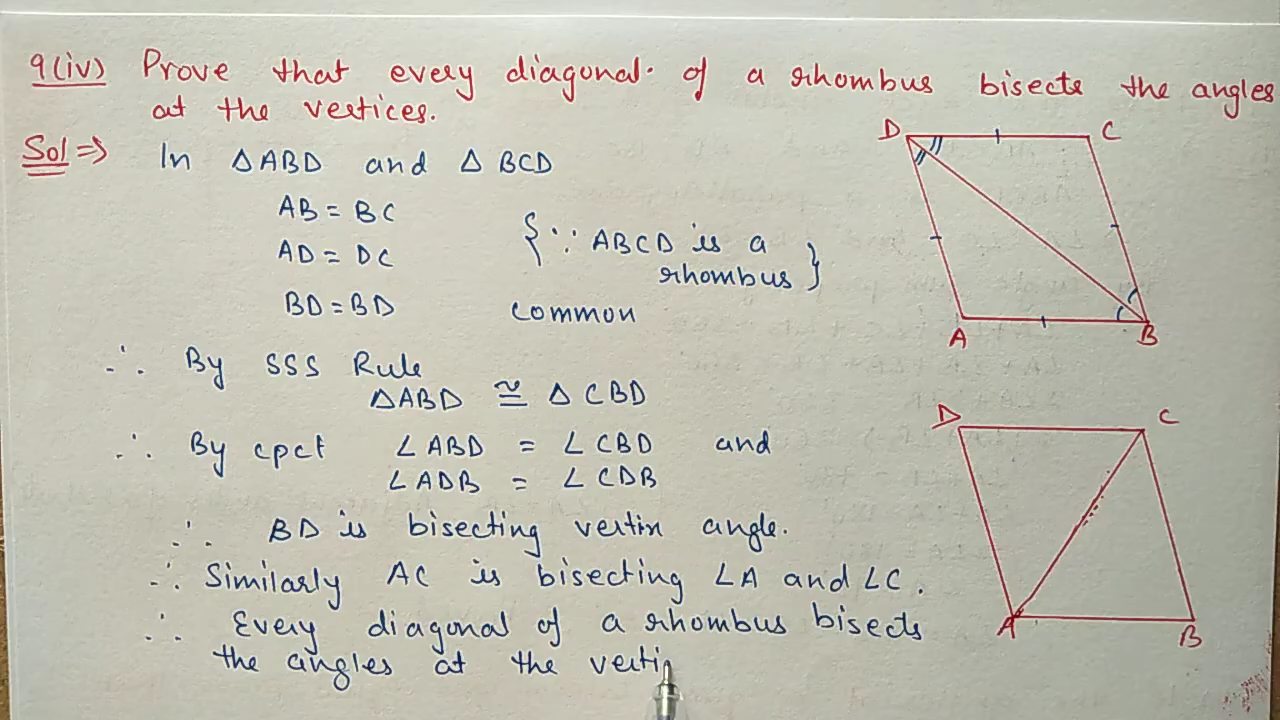 9(iv) Prove that every diagonal of a rhombus bisects the angles
at the vertices.
Sol ⇒ In △ABD and △ BCD
AB = BC
AD = DC
{ ∵ ABCD is a
rhombus }
BD = BD common
∴ By SSS Rule
△ABD ≅ △ CBD
∴ By cpct ∠ABD = ∠CBD and
∠ADB = ∠CDB
∴ BD is bisecting vertix angle.
∴ Similarly AC is bisecting ∠A and ∠C.
∴ Every diagonal of a rhombus bisects
the angles at the verti
D C
A B
D C
A B